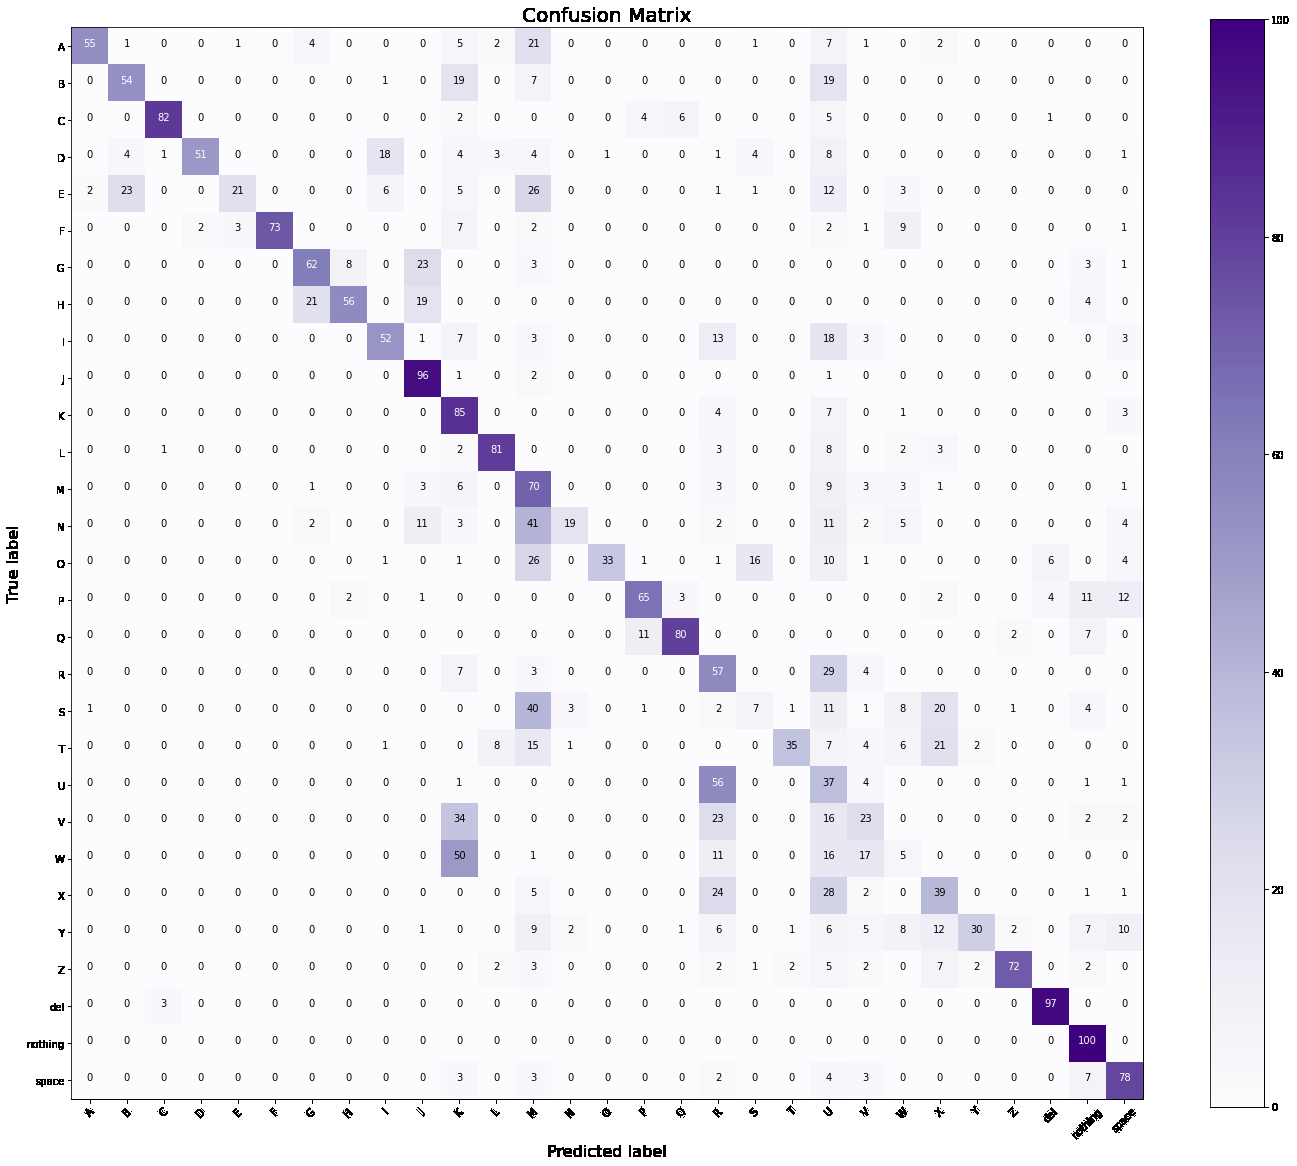 Confusion Matrix
A 55 1 0 0 1 0 4 0 0 0 5 2 21 0 0 0 0 0 1 0 7 1 0 2 0 0 0 0 0
B 0 54 0 0 0 0 0 0 1 0 19 0 7 0 0 0 0 0 0 0 19 0 0 0 0 0 0 0 0
C 0 0 82 0 0 0 0 0 0 0 2 0 0 0 0 4 6 0 0 0 5 0 0 0 0 0 1 0 0
D 0 4 1 51 0 0 0 0 18 0 4 3 4 0 1 0 0 1 4 0 8 0 0 0 0 0 0 0 1
E 2 23 0 0 21 0 0 0 6 0 5 0 26 0 0 0 0 1 1 0 12 0 3 0 0 0 0 0 0
F 0 0 0 2 3 73 0 0 0 0 7 0 2 0 0 0 0 0 0 0 2 1 9 0 0 0 0 0 1
G 0 0 0 0 0 0 62 8 0 23 0 0 3 0 0 0 0 0 0 0 0 0 0 0 0 0 0 3 1
H 0 0 0 0 0 0 21 56 0 19 0 0 0 0 0 0 0 0 0 0 0 0 0 0 0 0 0 4 0
I 0 0 0 0 0 0 0 0 52 1 7 0 3 0 0 0 0 13 0 0 18 3 0 0 0 0 0 0 3
J 0 0 0 0 0 0 0 0 0 96 1 0 2 0 0 0 0 0 0 0 1 0 0 0 0 0 0 0 0
K 0 0 0 0 0 0 0 0 0 0 85 0 0 0 0 0 0 4 0 0 7 0 1 0 0 0 0 0 3
L 0 0 1 0 0 0 0 0 0 0 2 81 0 0 0 0 0 3 0 0 8 0 2 3 0 0 0 0 0
M 0 0 0 0 0 0 1 0 0 3 6 0 70 0 0 0 0 3 0 0 9 3 3 1 0 0 0 0 1
N 0 0 0 0 0 0 2 0 0 11 3 0 41 19 0 0 0 2 0 0 11 2 5 0 0 0 0 0 4
O 0 0 0 0 0 0 0 0 1 0 1 0 26 0 33 1 0 1 16 0 10 1 0 0 0 0 6 0 4
P 0 0 0 0 0 0 0 2 0 1 0 0 0 0 0 65 3 0 0 0 0 0 0 2 0 0 4 11 12
Q 0 0 0 0 0 0 0 0 0 0 0 0 0 0 0 11 80 0 0 0 0 0 0 0 0 2 0 7 0
R 0 0 0 0 0 0 0 0 0 0 7 0 3 0 0 0 0 57 0 0 29 4 0 0 0 0 0 0 0
S 1 0 0 0 0 0 0 0 0 0 0 0 40 3 0 1 0 2 7 1 11 1 8 20 0 1 0 4 0
T 0 0 0 0 0 0 0 0 1 0 0 8 15 1 0 0 0 0 0 35 7 4 6 21 2 0 0 0 0
U 0 0 0 0 0 0 0 0 0 0 1 0 0 0 0 0 0 56 0 0 37 4 0 0 0 0 0 1 1
V 0 0 0 0 0 0 0 0 0 0 34 0 0 0 0 0 0 23 0 0 16 23 0 0 0 0 0 2 2
W 0 0 0 0 0 0 0 0 0 0 50 0 1 0 0 0 0 11 0 0 16 17 5 0 0 0 0 0 0
X 0 0 0 0 0 0 0 0 0 0 0 0 5 0 0 0 0 24 0 0 28 2 0 39 0 0 0 1 1
Y 0 0 0 0 0 0 0 0 0 1 0 0 9 2 0 0 1 6 0 1 6 5 8 12 30 2 0 7 10
Z 0 0 0 0 0 0 0 0 0 0 0 2 3 0 0 0 0 2 1 2 5 2 0 7 2 72 0 2 0
del 0 0 3 0 0 0 0 0 0 0 0 0 0 0 0 0 0 0 0 0 0 0 0 0 0 0 97 0 0
nothing 0 0 0 0 0 0 0 0 0 0 0 0 0 0 0 0 0 0 0 0 0 0 0 0 0 0 0 100 0
space 0 0 0 0 0 0 0 0 0 0 3 0 3 0 0 0 0 2 0 0 4 3 0 0 0 0 0 7 78
A B C D E F G H I J K L M N O P Q R S T U V W X Y Z del nothing space
True label
Predicted label
100
80
60
40
20
0